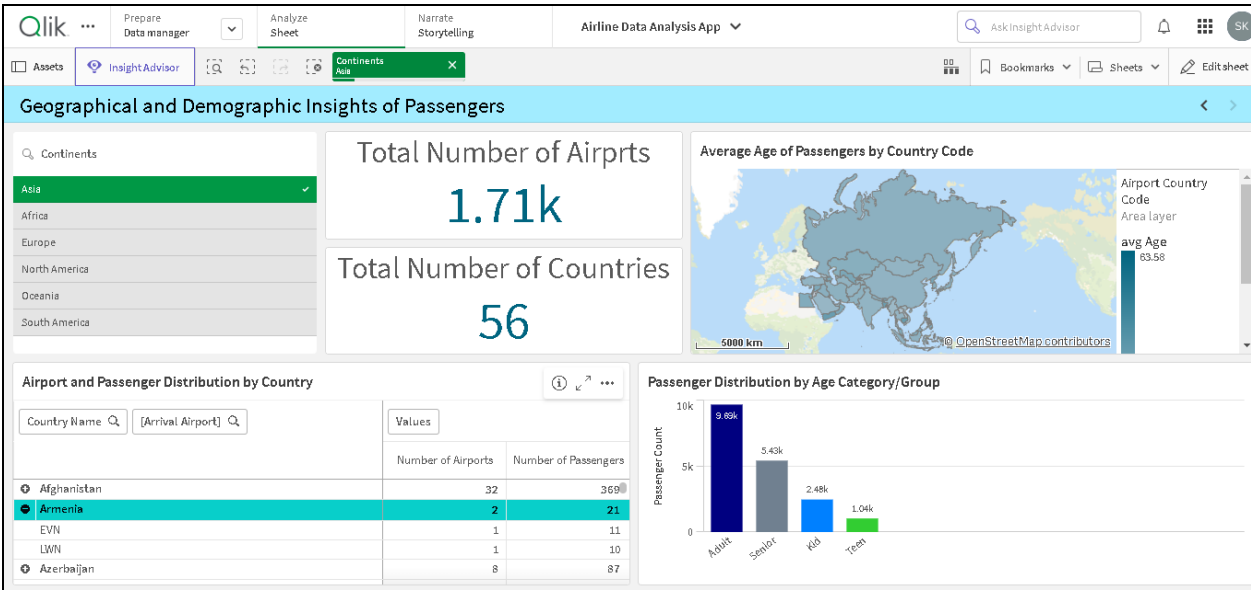 Qlik
Prepare
Data manager
Analyze
Sheet
Narrate
Storytelling
Airline Data Analysis App
Ask Insight Advisor
SK
Assets
Insight Advisor
Continents
Asia
Bookmarks
Sheets
Edit sheet
Geographical and Demographic Insights of Passengers
Continents
Asia
Africa
Europe
North America
Oceania
South America
Total Number of Airprts
1.71k
Total Number of Countries
56
Average Age of Passengers by Country Code
5000 km
© OpenStreetMap contributors
Airport Country
Code
Area layer
avg Age
63.58
Airport and Passenger Distribution by Country
Country Name
[Arrival Airport]
Values
Number of Airports Number of Passengers
Afghanistan 32 369
Armenia 2 21
EVN 1 11
LWN 1 10
Azerbaijan 8 87
Passenger Distribution by Age Category/Group
Passenger Count
10k
5k
0
9.69k
5.43k
2.48k
1.04k
Adult
Senior
Kid
Teen